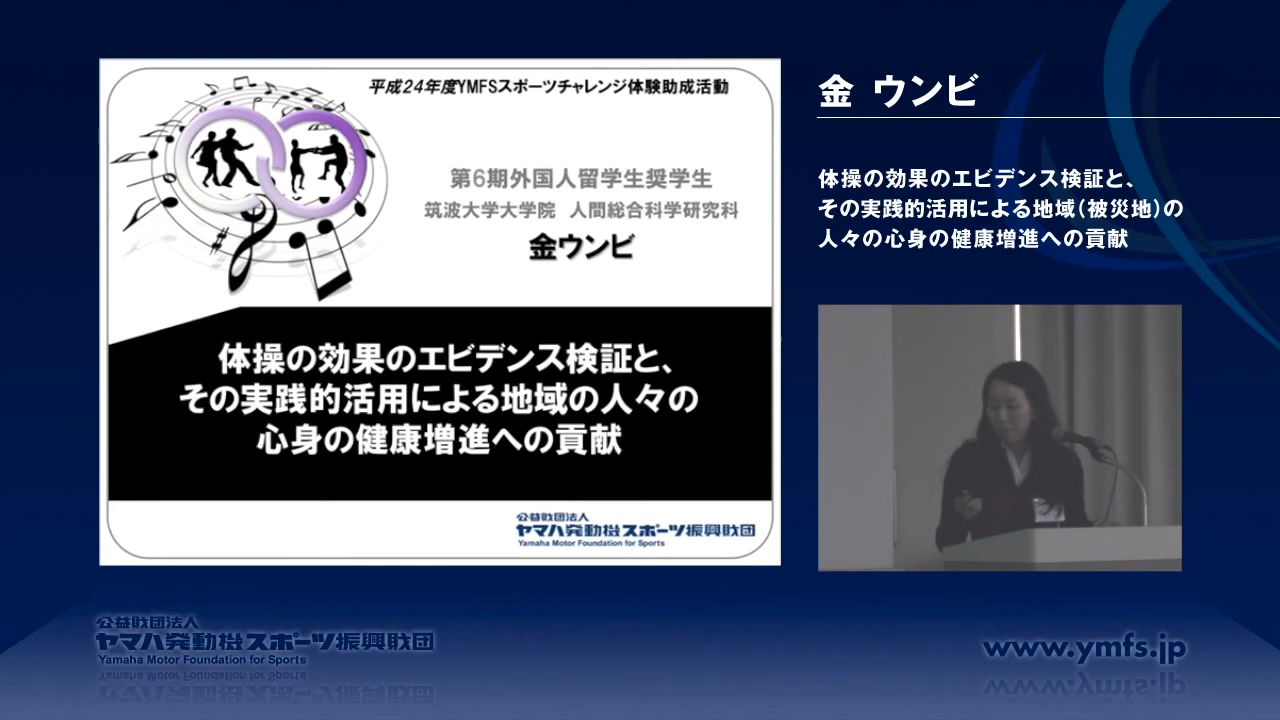 平成24年度YMFSスポーツチャレンジ体験助成活動
第6期外国人留学生奨学生
筑波大学大学院 人間総合科学研究科
金ウンビ
体操の効果のエビデンス検証と、
その実践的活用による地域の人々の
心身の健康増進への貢献
公益財団法人
ヤマハ発動機スポーツ振興財団
Yamaha Motor Foundation for Sports
金 ウンビ
体操の効果のエビデンス検証と、
その実践的活用による地域(被災地)の
人々の心身の健康増進への貢献
公益財団法人
ヤマハ発動機スポーツ振興財団
Yamaha Motor Foundation for Sports
www.ymfs.jp